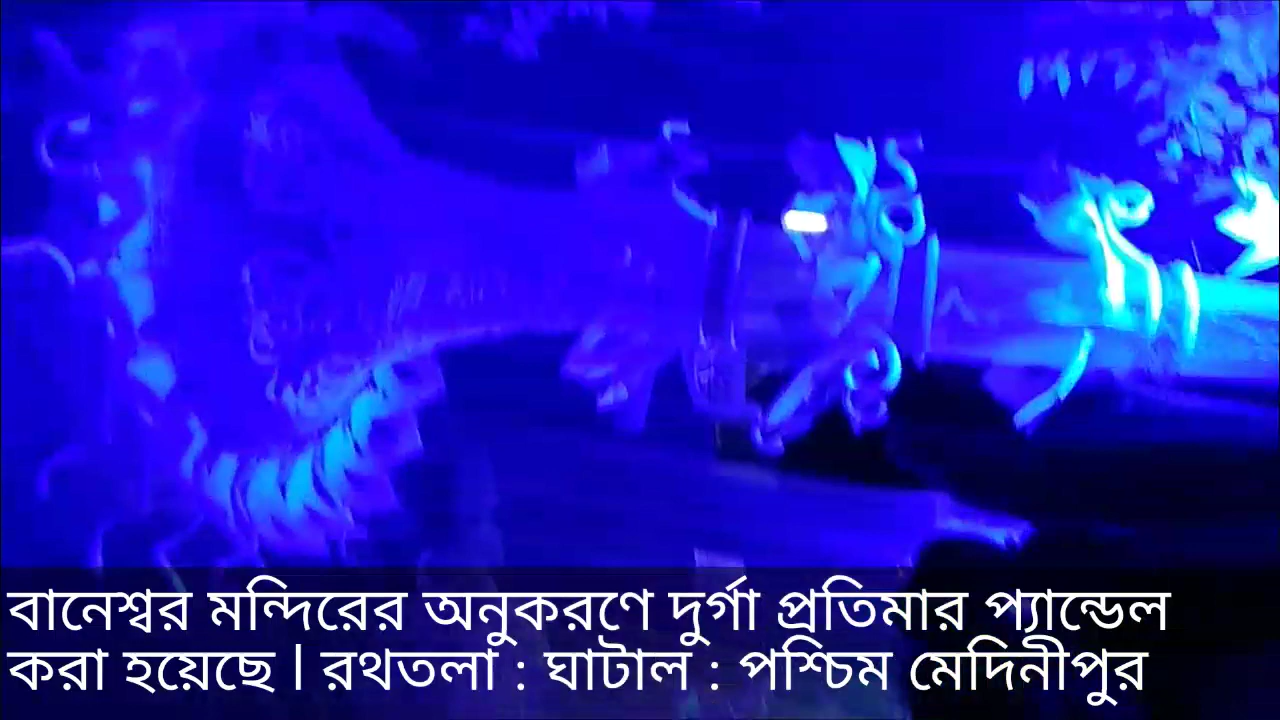 বানেশ্বর মন্দিরের অনুকরণে দুর্গা প্রতিমার প্যান্ডেল
করা হয়েছে l রথতলা : ঘাটাল : পশ্চিম মেদিনীপুর